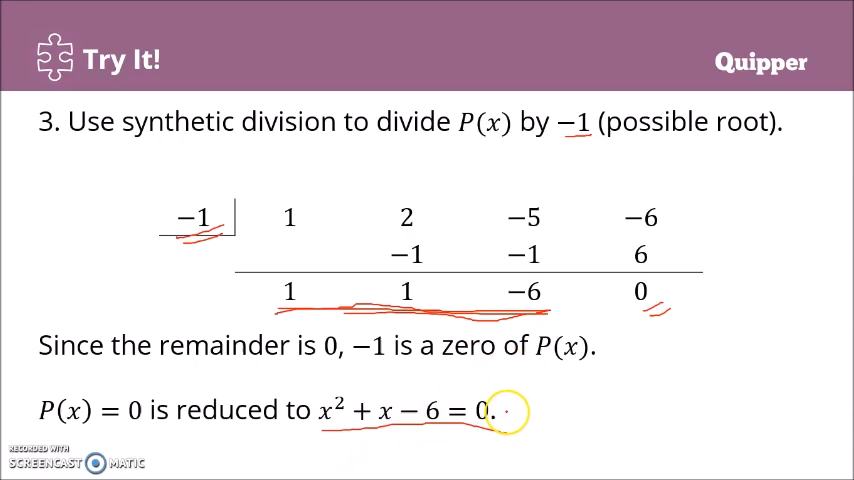 Try It!
Quipper
3. Use synthetic division to divide P(x) by −1 (possible root).
−1 1 2 −5 −6
−1 −1 6
1 1 −6 0
Since the remainder is 0, −1 is a zero of P(x).
P(x) = 0 is reduced to x² + x − 6 = 0.
RECORDED WITH
SCREENCAST MATIC